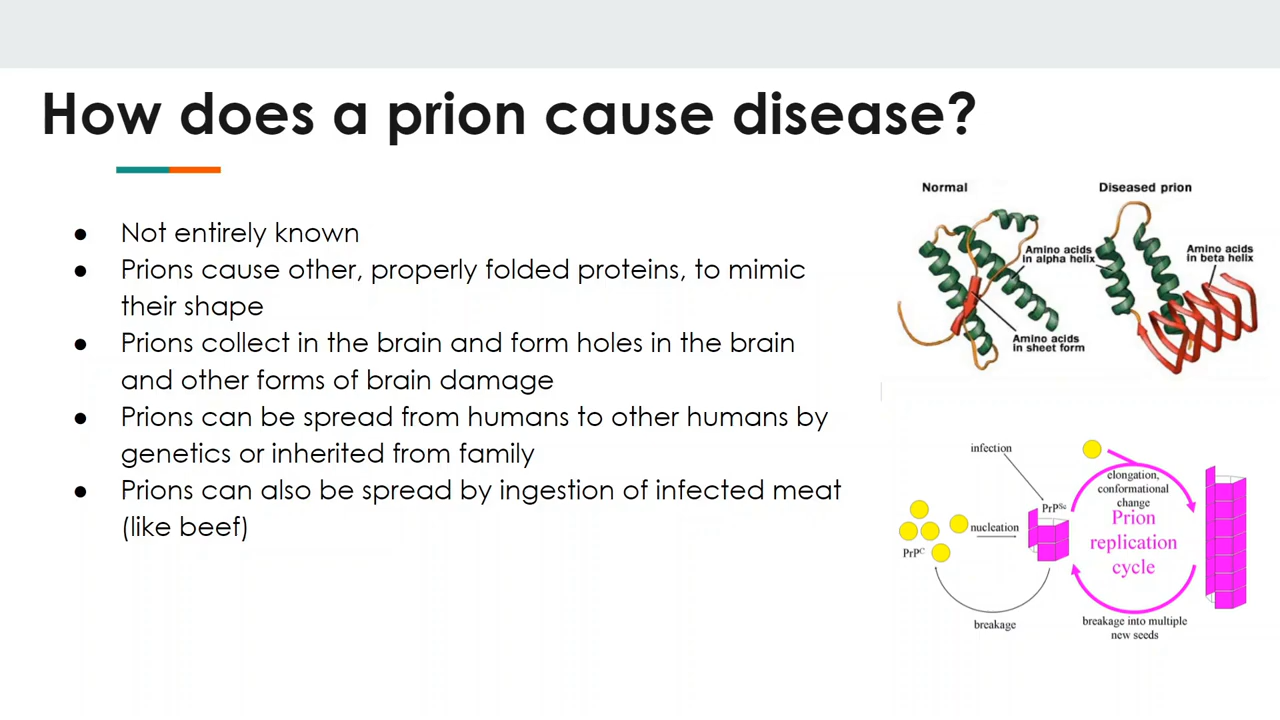 How does a prion cause disease?
● Not entirely known
● Prions cause other, properly folded proteins, to mimic
their shape
● Prions collect in the brain and form holes in the brain
and other forms of brain damage
● Prions can be spread from humans to other humans by
genetics or inherited from family
● Prions can also be spread by ingestion of infected meat
(like beef)
Normal
Diseased prion
Amino acids
in alpha helix
Amino acids
in beta helix
Amino acids
in sheet form
infection
elongation,
conformational
change
PrPSc
Prion
replication
cycle
nucleation
PrPC
breakage
breakage into multiple
new seeds